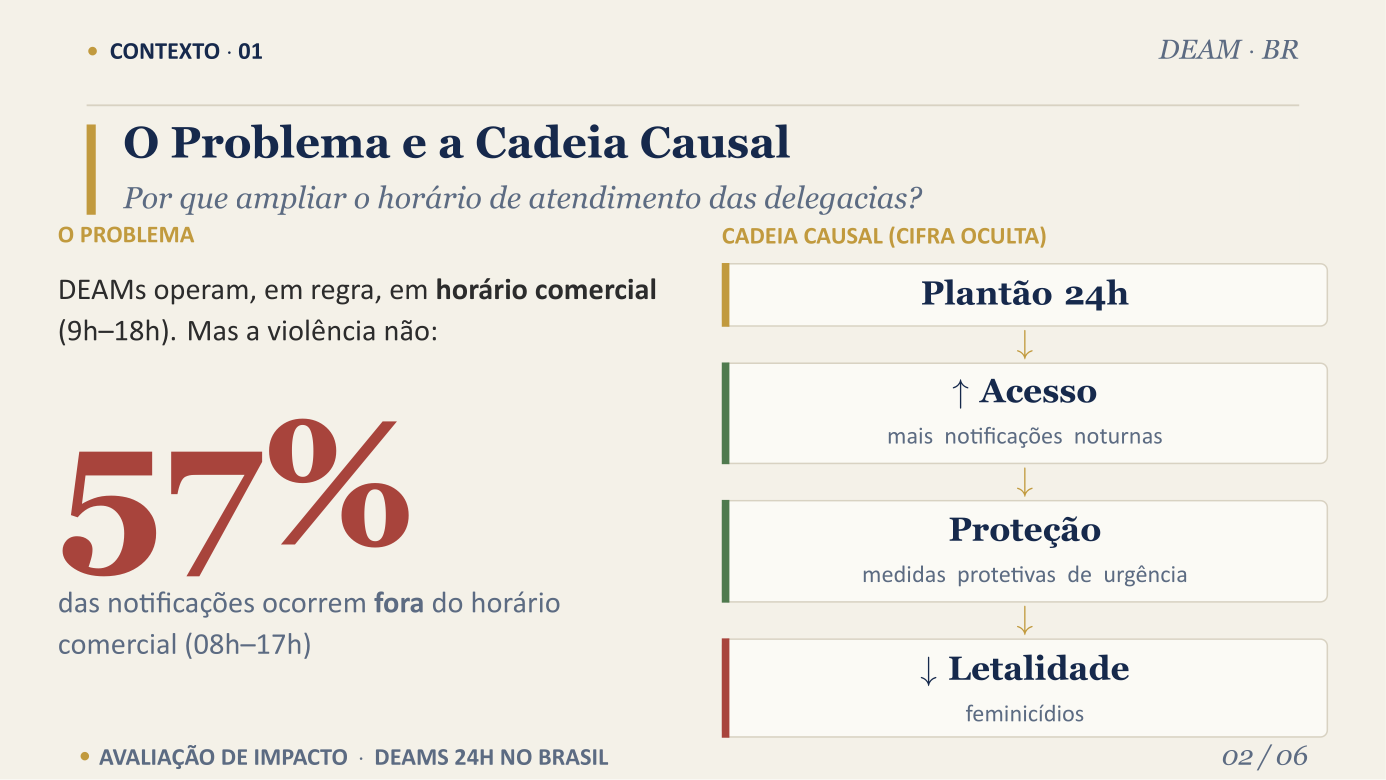 • CONTEXTO · 01
DEAM · BR
O Problema e a Cadeia Causal
Por que ampliar o horário de atendimento das delegacias?
O PROBLEMA
DEAMs operam, em regra, em horário comercial
(9h–18h). Mas a violência não:
57%
das notificações ocorrem fora do horário
comercial (08h–17h)
CADEIA CAUSAL (CIFRA OCULTA)
Plantão 24h
↓
↑ Acesso
mais notificações noturnas
↓
Proteção
medidas protetivas de urgência
↓
↓ Letalidade
feminicídios
• AVALIAÇÃO DE IMPACTO · DEAMS 24H NO BRASIL
02 / 06